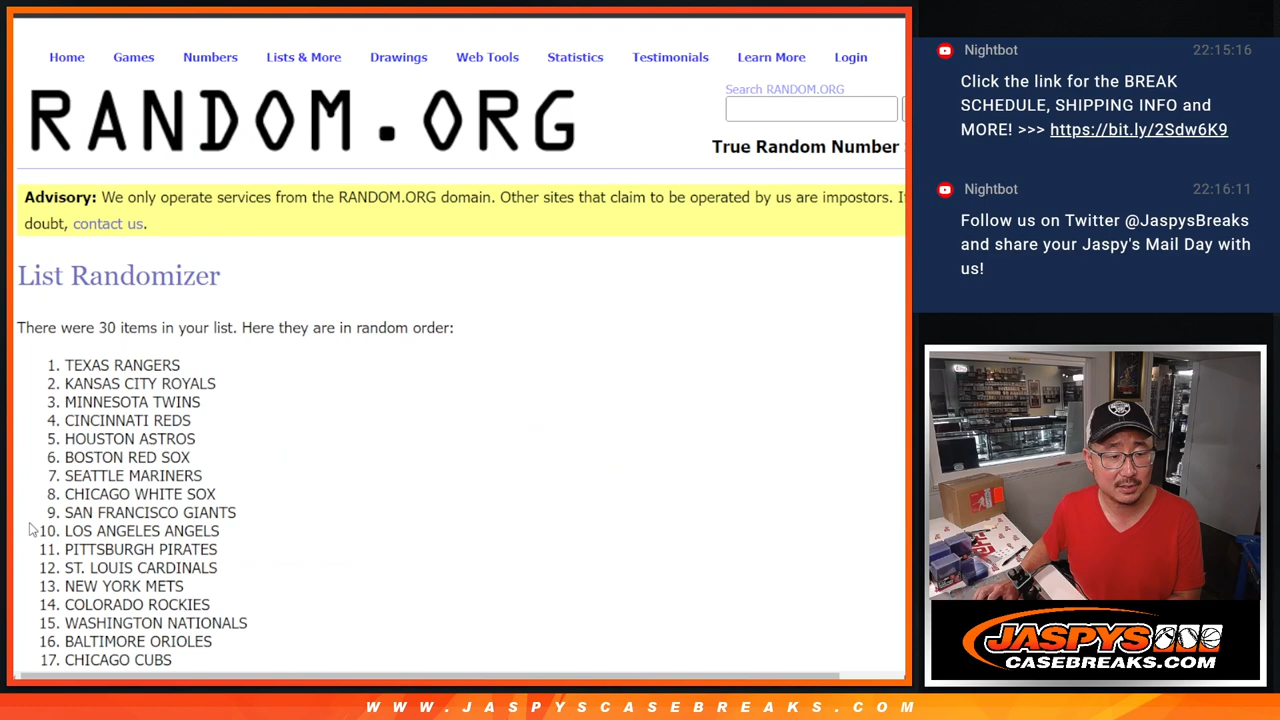 Home Games Numbers Lists & More Drawings Web Tools Statistics Testimonials Learn More Login
RANDOM.ORG
Search RANDOM.ORG
True Random Number
Advisory: We only operate services from the RANDOM.ORG domain. Other sites that claim to be operated by us are impostors. I
doubt, contact us.
List Randomizer
There were 30 items in your list. Here they are in random order:
1. TEXAS RANGERS
2. KANSAS CITY ROYALS
3. MINNESOTA TWINS
4. CINCINNATI REDS
5. HOUSTON ASTROS
6. BOSTON RED SOX
7. SEATTLE MARINERS
8. CHICAGO WHITE SOX
9. SAN FRANCISCO GIANTS
10. LOS ANGELES ANGELS
11. PITTSBURGH PIRATES
12. ST. LOUIS CARDINALS
13. NEW YORK METS
14. COLORADO ROCKIES
15. WASHINGTON NATIONALS
16. BALTIMORE ORIOLES
17. CHICAGO CUBS
Nightbot 22:15:16
Click the link for the BREAK
SCHEDULE, SHIPPING INFO and
MORE! >>> https://bit.ly/2Sdw6K9
Nightbot 22:16:11
Follow us on Twitter @JaspysBreaks
and share your Jaspy's Mail Day with
us!
JASPYS
CASEBREAKS.COM
WWW.JASPYSCASEBREAKS.COM